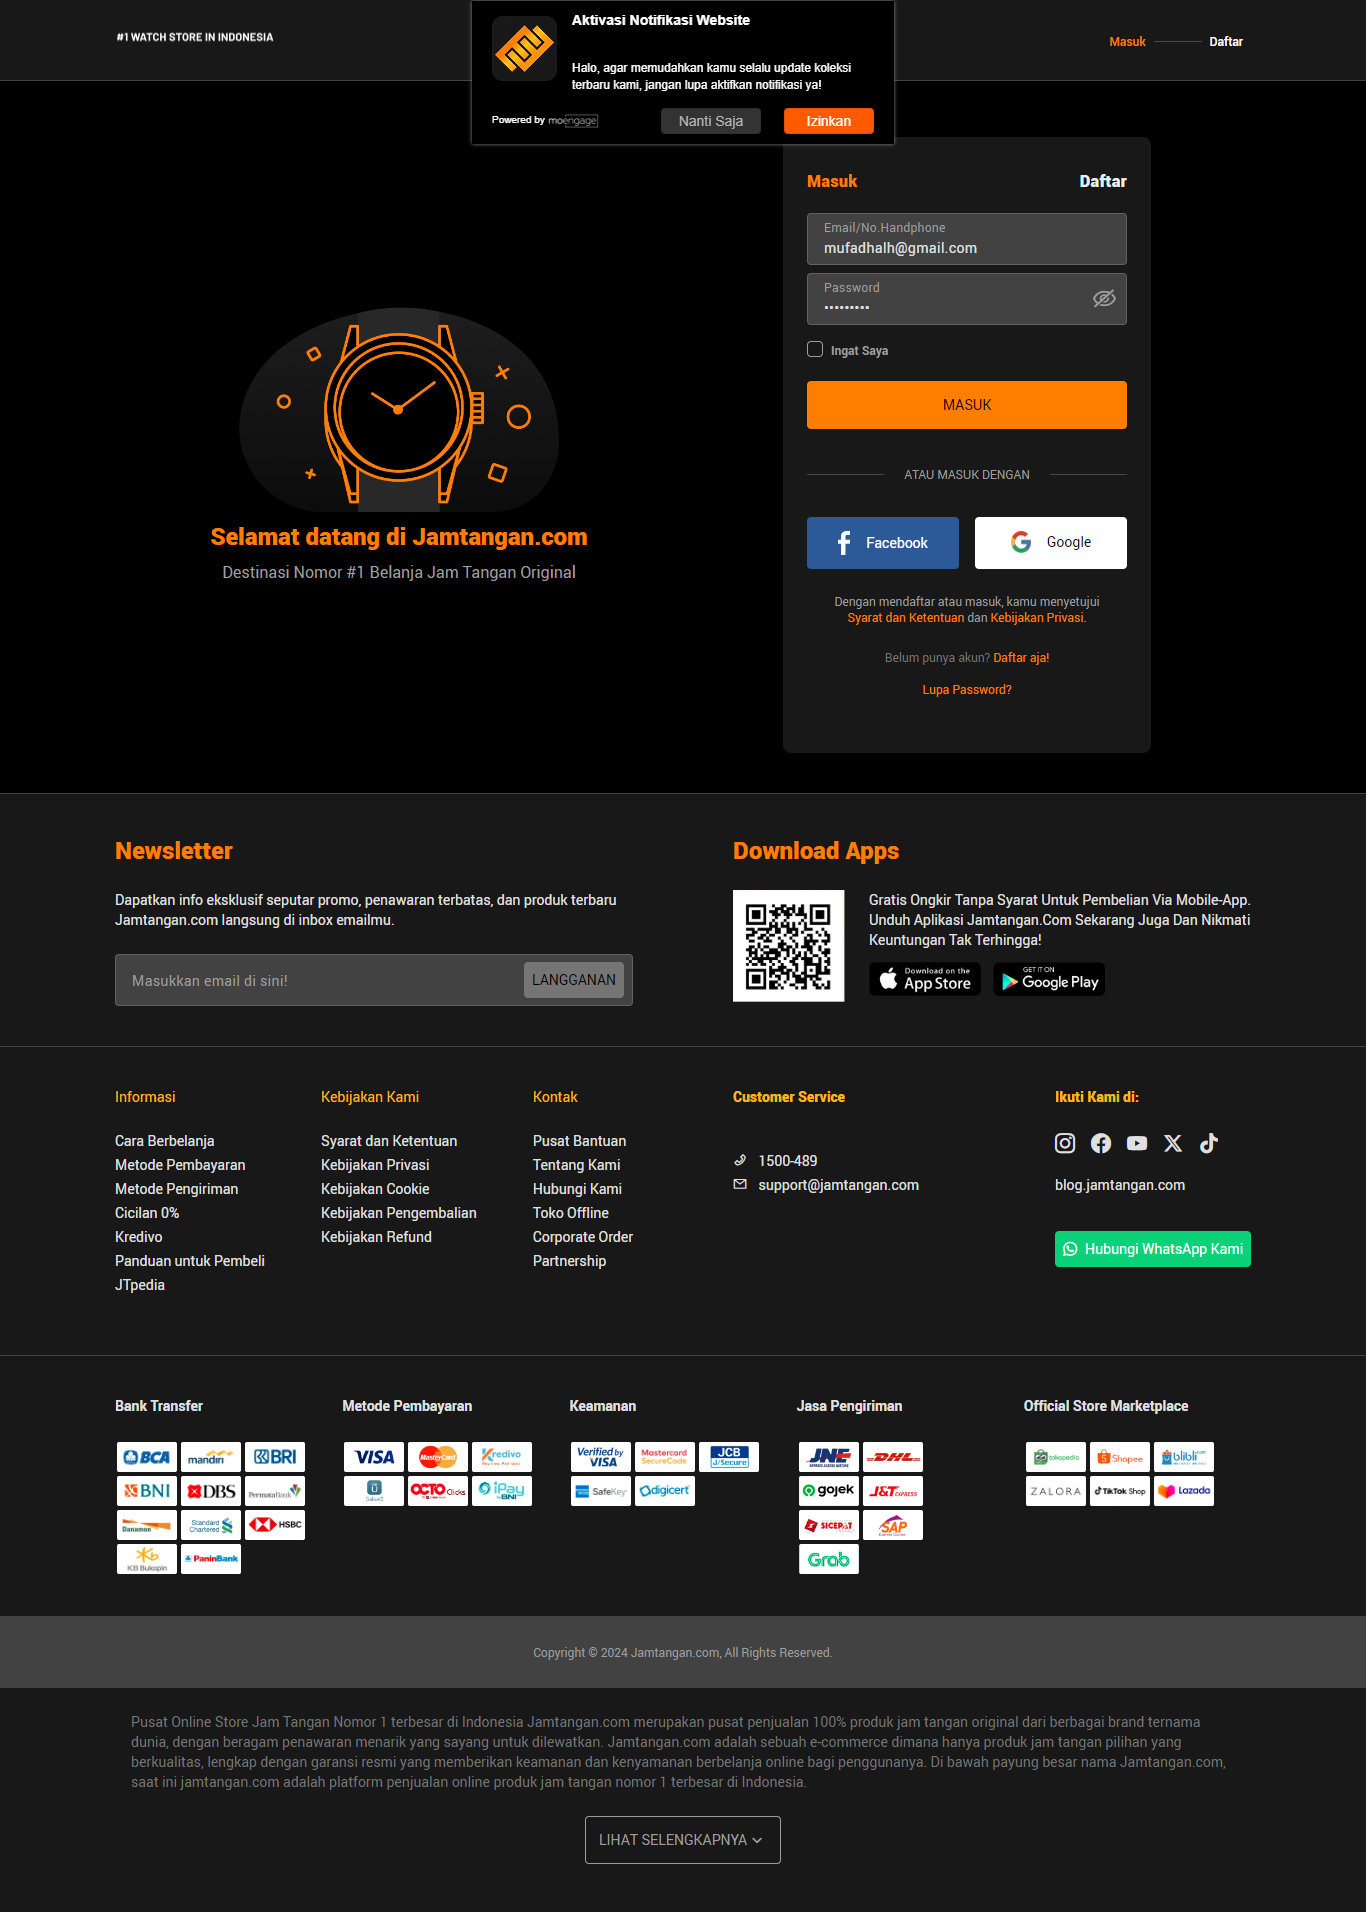 #1 WATCH STORE IN INDONESIA
Aktivasi Notifikasi Website
Halo, agar memudahkan kamu selalu update koleksi
terbaru kami, jangan lupa aktifkan notifikasi ya!
Powered by moengage
Nanti Saja
Izinkan
Masuk
Daftar
Masuk
Daftar
Email/No.Handphone
mufadhalh@gmail.com
Password
•••••••••
Ingat Saya
MASUK
ATAU MASUK DENGAN
Facebook
Google
Dengan mendaftar atau masuk, kamu menyetujui
Syarat dan Ketentuan dan Kebijakan Privasi.
Belum punya akun? Daftar aja!
Lupa Password?
Selamat datang di Jamtangan.com
Destinasi Nomor #1 Belanja Jam Tangan Original
Newsletter
Dapatkan info eksklusif seputar promo, penawaran terbatas, dan produk terbaru
Jamtangan.com langsung di inbox emailmu.
Masukkan email di sini!
LANGGANAN
Download Apps
Gratis Ongkir Tanpa Syarat Untuk Pembelian Via Mobile-App.
Unduh Aplikasi Jamtangan.Com Sekarang Juga Dan Nikmati
Keuntungan Tak Terhingga!
Download on the
App Store
GET IT ON
Google Play
Informasi
Cara Berbelanja
Metode Pembayaran
Metode Pengiriman
Cicilan 0%
Kredivo
Panduan untuk Pembeli
JTpedia
Kebijakan Kami
Syarat dan Ketentuan
Kebijakan Privasi
Kebijakan Cookie
Kebijakan Pengembalian
Kebijakan Refund
Kontak
Pusat Bantuan
Tentang Kami
Hubungi Kami
Toko Offline
Corporate Order
Partnership
Customer Service
1500-489
support@jamtangan.com
Ikuti Kami di:
blog.jamtangan.com
Hubungi WhatsApp Kami
Bank Transfer
BCA
mandiri
BRI
BNI
DBS
PermataBank
Danamon
Standard
Chartered
HSBC
KB Bukopin
PaninBank
Metode Pembayaran
VISA
MasterCard
Kredivo
Buy now, Pay later
OCTO Clicks
iPay
by BNI
Keamanan
Verified by
VISA
Mastercard
SecureCode
JCB
J/Secure
SafeKey
digicert
Jasa Pengiriman
JNE
DHL
gojek
J&T EXPRESS
SICEPAT
SAP
Grab
Official Store Marketplace
tokopedia
Shopee
blibli.com
ZALORA
TikTok Shop
Lazada
Copyright © 2024 Jamtangan.com, All Rights Reserved.
Pusat Online Store Jam Tangan Nomor 1 terbesar di Indonesia Jamtangan.com merupakan pusat penjualan 100% produk jam tangan original dari berbagai brand ternama
dunia, dengan beragam penawaran menarik yang sayang untuk dilewatkan. Jamtangan.com adalah sebuah e-commerce dimana hanya produk jam tangan pilihan yang
berkualitas, lengkap dengan garansi resmi yang memberikan keamanan dan kenyamanan berbelanja online bagi penggunanya. Di bawah payung besar nama Jamtangan.com,
saat ini jamtangan.com adalah platform penjualan online produk jam tangan nomor 1 terbesar di Indonesia.
LIHAT SELENGKAPNYA